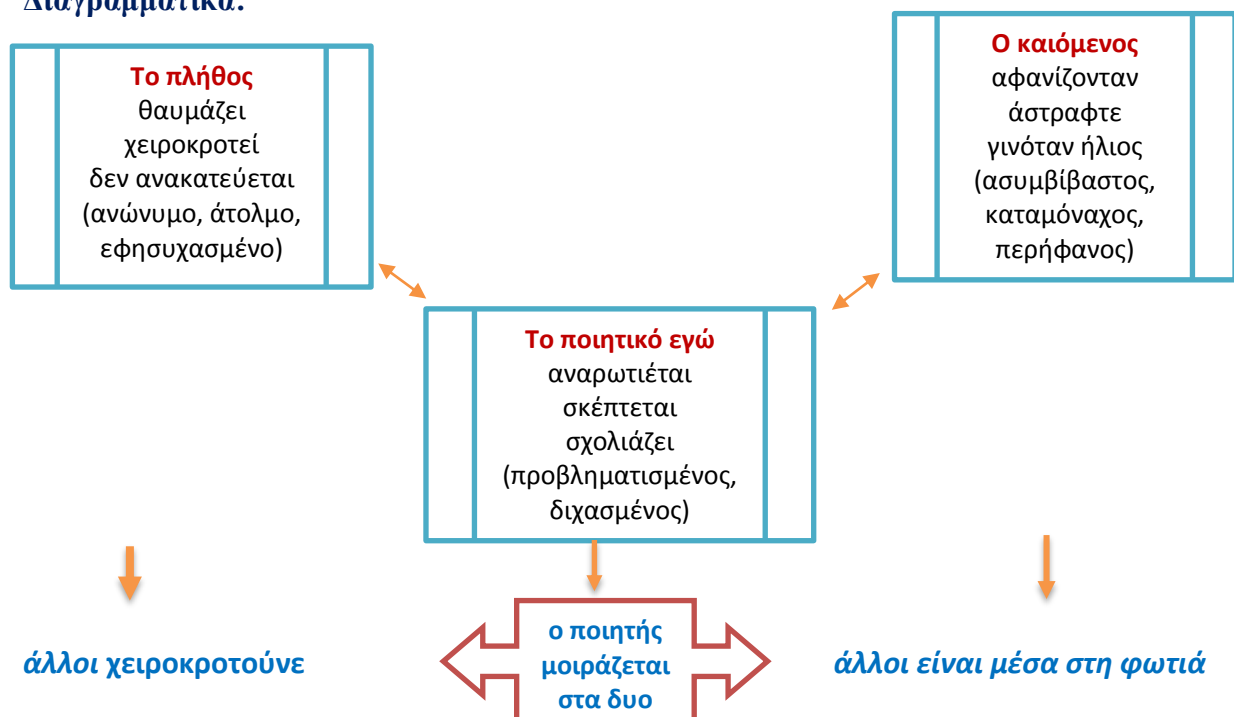 Διαγραμματικά:
Το πλήθος
θαυμάζει
χειροκροτεί
δεν ανακατεύεται
(ανώνυμο, άτολμο,
εφησυχασμένο)
Ο καιόμενος
αφανίζονταν
άστραφτε
γινόταν ήλιος
(ασυμβίβαστος,
καταμόναχος,
περήφανος)
Το ποιητικό εγώ
αναρωτιέται
σκέπτεται
σχολιάζει
(προβληματισμένος,
διχασμένος)
άλλοι χειροκροτούνε
ο ποιητής
μοιράζεται
στα δυο
άλλοι είναι μέσα στη φωτιά